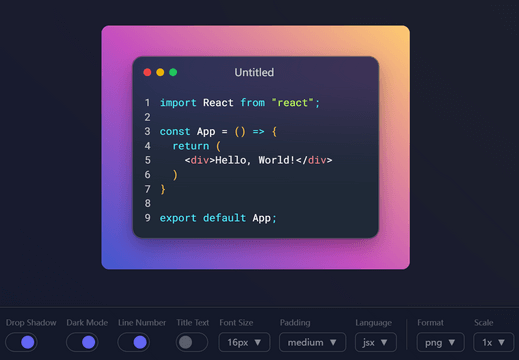 Untitled
1 import React from "react";
2
3 const App = () => {
4   return (
5     <div>Hello, World!</div>
6   )
7 }
8
9 export default App;
Drop Shadow Dark Mode Line Number Title Text Font Size Padding Language Format Scale
16px ▼ medium ▼ jsx ▼ png ▼ 1x ▼